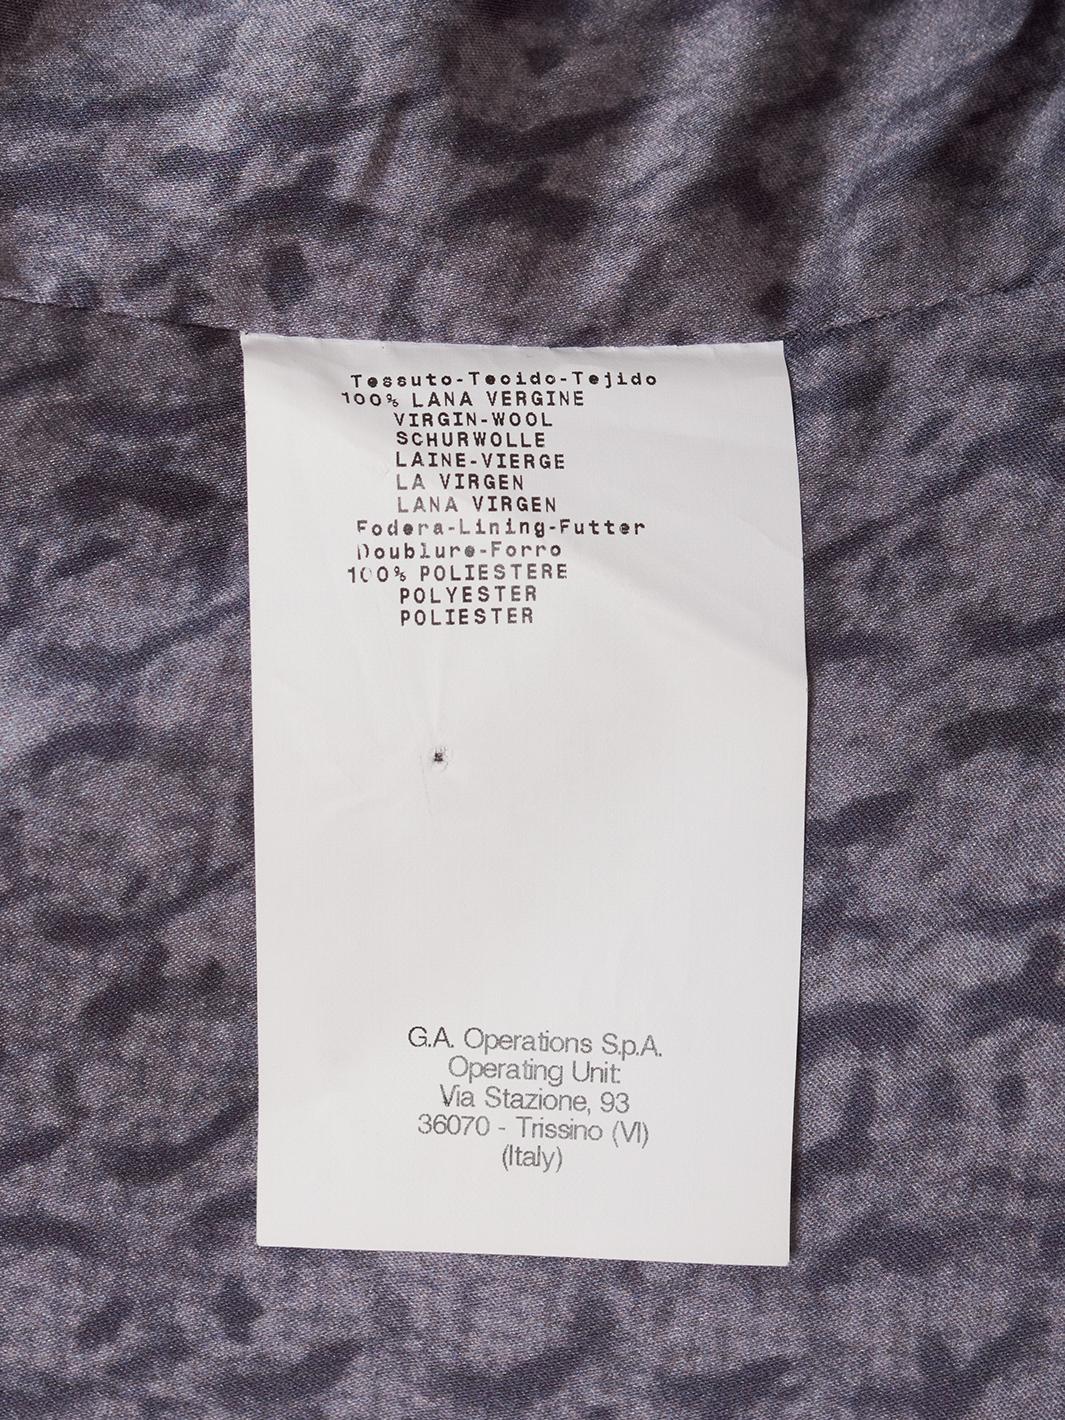 Tessuto-Tecido-Tejido
100% LANA VERGINE
VIRGIN-WOOL
SCHURWOLLE
LAINE-VIERGE
LA VIRGEN
LANA VIRGEN
Fodera-Lining-Futter
Doublure-Forro
100% POLIESTERE
POLYESTER
POLIESTER
G.A. Operations S.p.A.
Operating Unit:
Via Stazione, 93
36070 - Trissino (VI)
(Italy)